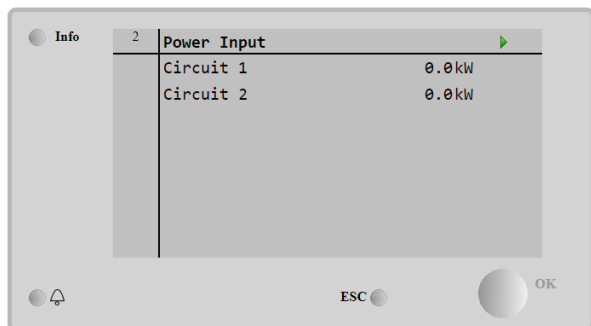 Info
2 Power Input
Circuit 1 0.0kW
Circuit 2 0.0kW
ESC
OK